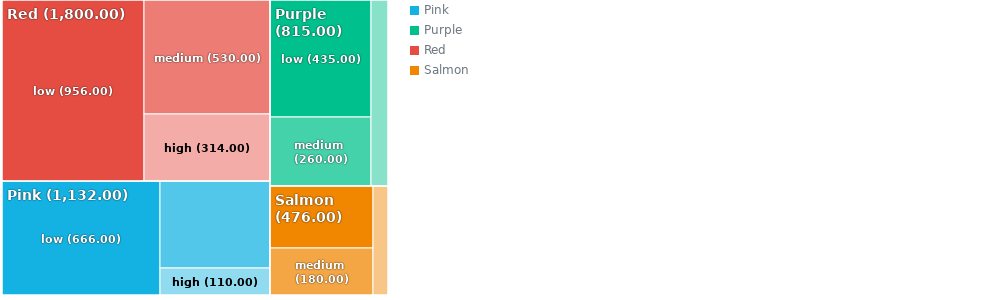 Red (1,800.00)
low (956.00)
medium (530.00)
high (314.00)
Purple
(815.00)
low (435.00)
medium
(260.00)
Pink (1,132.00)
low (666.00)
high (110.00)
Salmon
(476.00)
medium
(180.00)
Pink
Purple
Red
Salmon